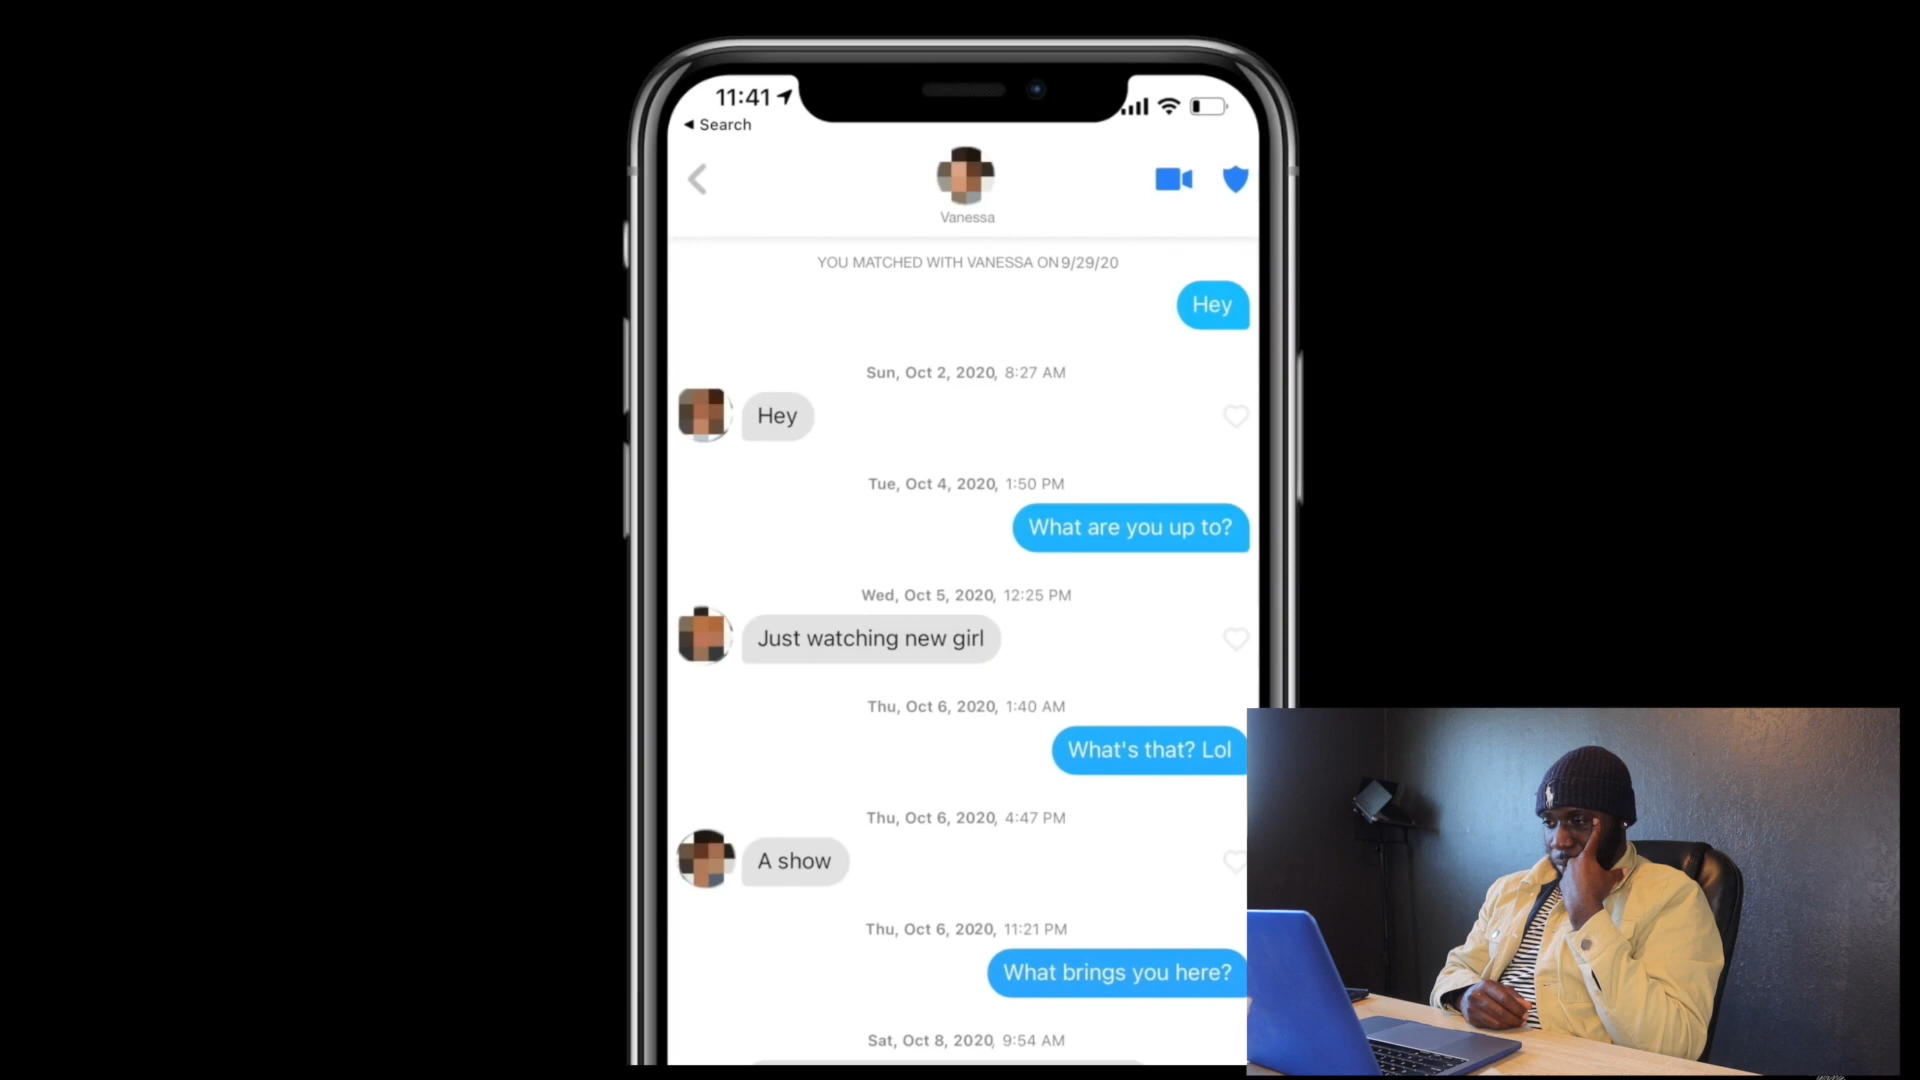 11:41
Search
Vanessa
YOU MATCHED WITH VANESSA ON 9/29/20
Hey
Sun, Oct 2, 2020, 8:27 AM
Hey
Tue, Oct 4, 2020, 1:50 PM
What are you up to?
Wed, Oct 5, 2020, 12:25 PM
Just watching new girl
Thu, Oct 6, 2020, 1:40 AM
What's that? Lol
Thu, Oct 6, 2020, 4:47 PM
A show
Thu, Oct 6, 2020, 11:21 PM
What brings you here?
Sat, Oct 8, 2020, 9:54 AM